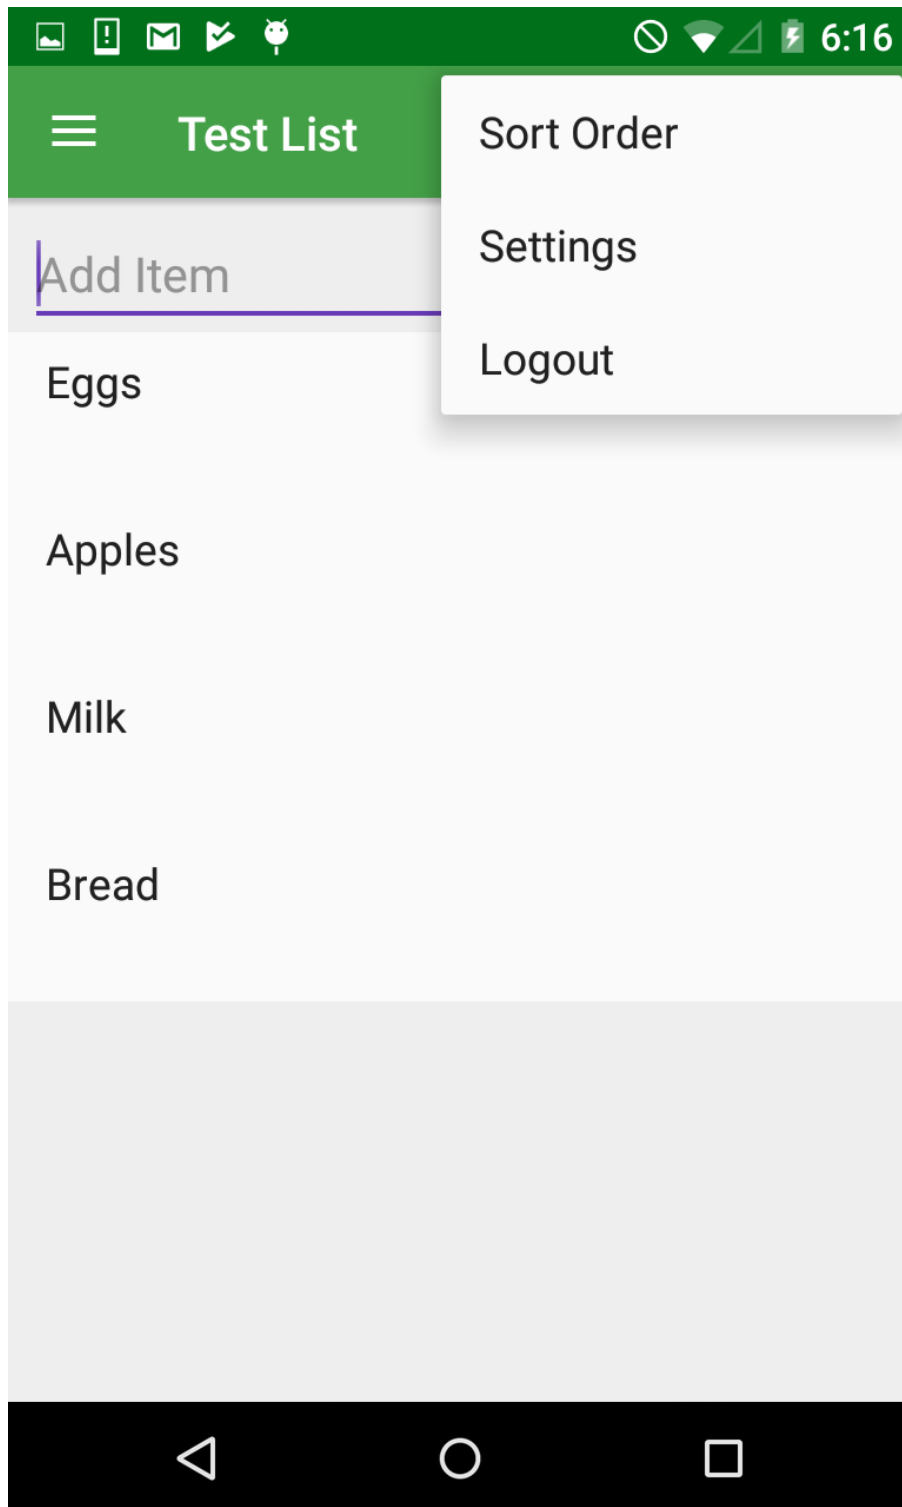 6:16
Test List
Sort Order
Settings
Logout
Add Item
Eggs
Apples
Milk
Bread